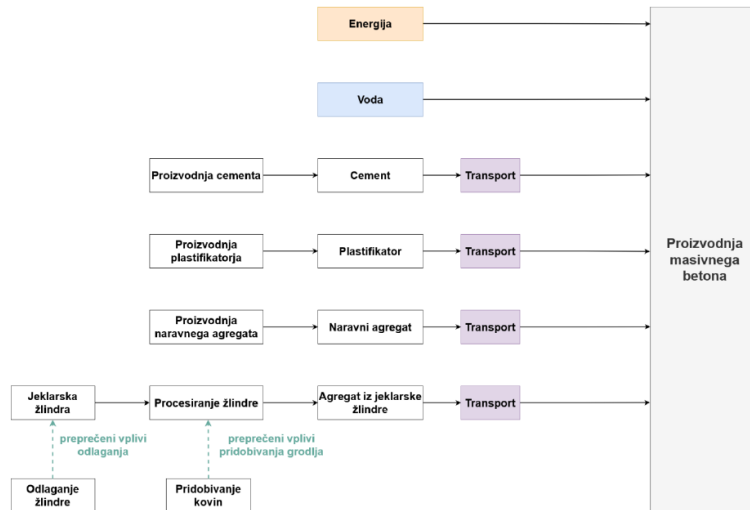 Energija
Voda
Proizvodnja cementa
Cement
Transport
Proizvodnja
plastifikatorja
Plastifikator
Transport
Proizvodnja
masivnega
betona
Proizvodnja
naravnega agregata
Naravni agregat
Transport
Jeklarska
žlindra
Procesiranje žlindre
Agregat iz jeklarske
žlindre
Transport
preprečeni vplivi
odlaganja
preprečeni vplivi
pridobivanja grodlja
Odlaganje
žlindre
Pridobivanje
kovin